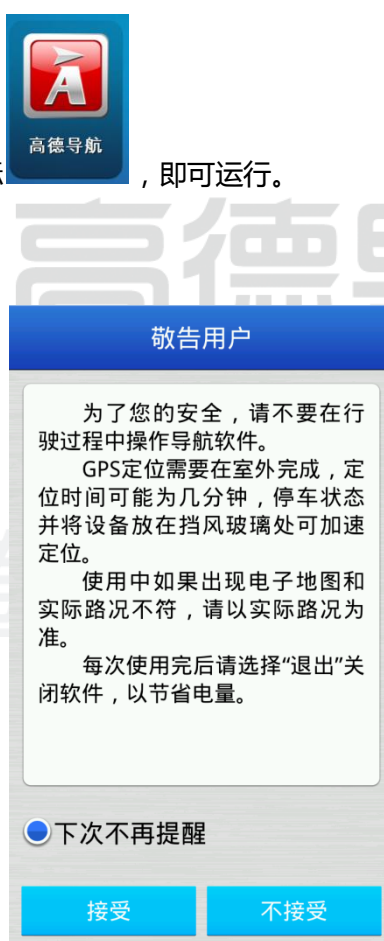 高德导航
，即可运行。
高德
敬告用户
为了您的安全，请不要在行
驶过程中操作导航软件。
GPS定位需要在室外完成，定
位时间可能为几分钟，停车状态
并将设备放在挡风玻璃处可加速
定位。
使用中如果出现电子地图和
实际路况不符，请以实际路况为
准。
每次使用完后请选择“退出”关
闭软件，以节省电量。
下次不再提醒
接受
不接受